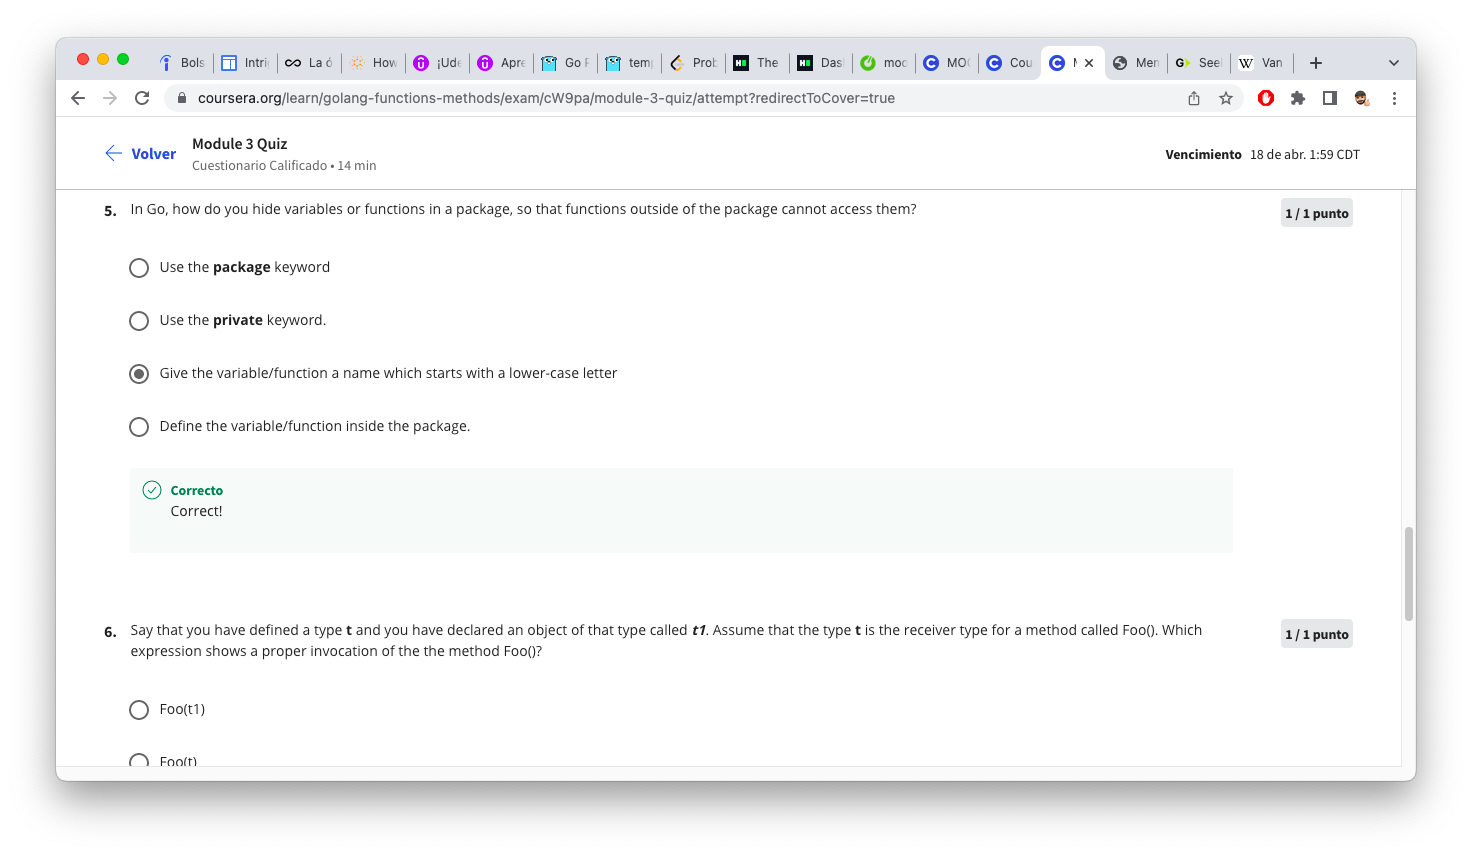 Bols
Intri
La ó
How
¡Ude
Apre
Go F
temp
Prob
The
Das
moo
MO
Cou
Mer
See
Van
coursera.org/learn/golang-functions-methods/exam/cW9pa/module-3-quiz/attempt?redirectToCover=true
Volver
Module 3 Quiz
Cuestionario Calificado • 14 min
Vencimiento 18 de abr. 1:59 CDT
5. In Go, how do you hide variables or functions in a package, so that functions outside of the package cannot access them?
1 / 1 punto
Use the package keyword
Use the private keyword.
Give the variable/function a name which starts with a lower-case letter
Define the variable/function inside the package.
Correcto
Correct!
6. Say that you have defined a type t and you have declared an object of that type called t1. Assume that the type t is the receiver type for a method called Foo(). Which
expression shows a proper invocation of the the method Foo()?
1 / 1 punto
Foo(t1)
Foo(t)